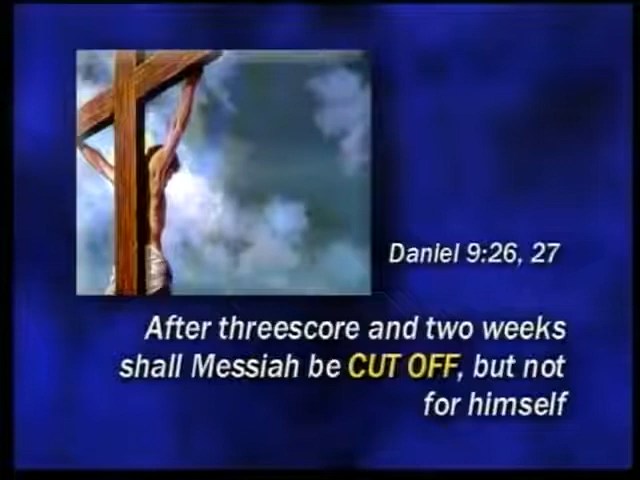 Daniel 9:26, 27
After threescore and two weeks
shall Messiah be CUT OFF, but not
for himself